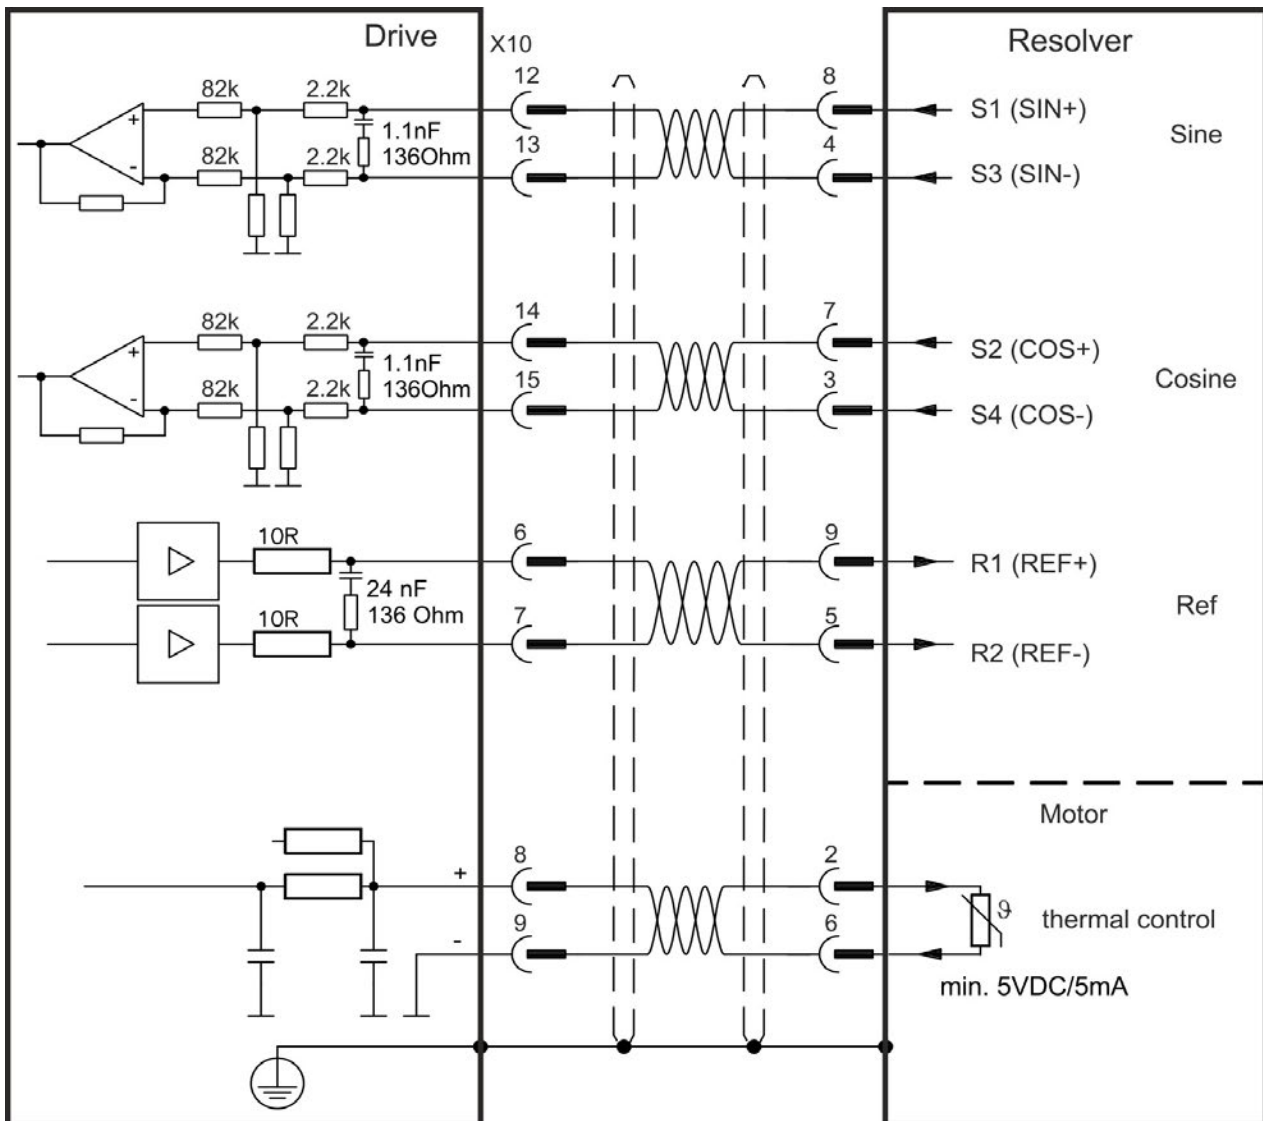 Drive
X10
Resolver
82k
2.2k
12
8
S1 (SIN+)
+
1.1nF
Sine
136Ohm
82k
2.2k
13
4
S3 (SIN-)
-
82k
2.2k
14
7
S2 (COS+)
+
1.1nF
Cosine
136Ohm
82k
2.2k
15
3
S4 (COS-)
-
10R
6
9
R1 (REF+)
24 nF
136 Ohm
Ref
10R
7
5
R2 (REF-)
Motor
+
8
2
ϑ
thermal control
-
9
6
min. 5VDC/5mA